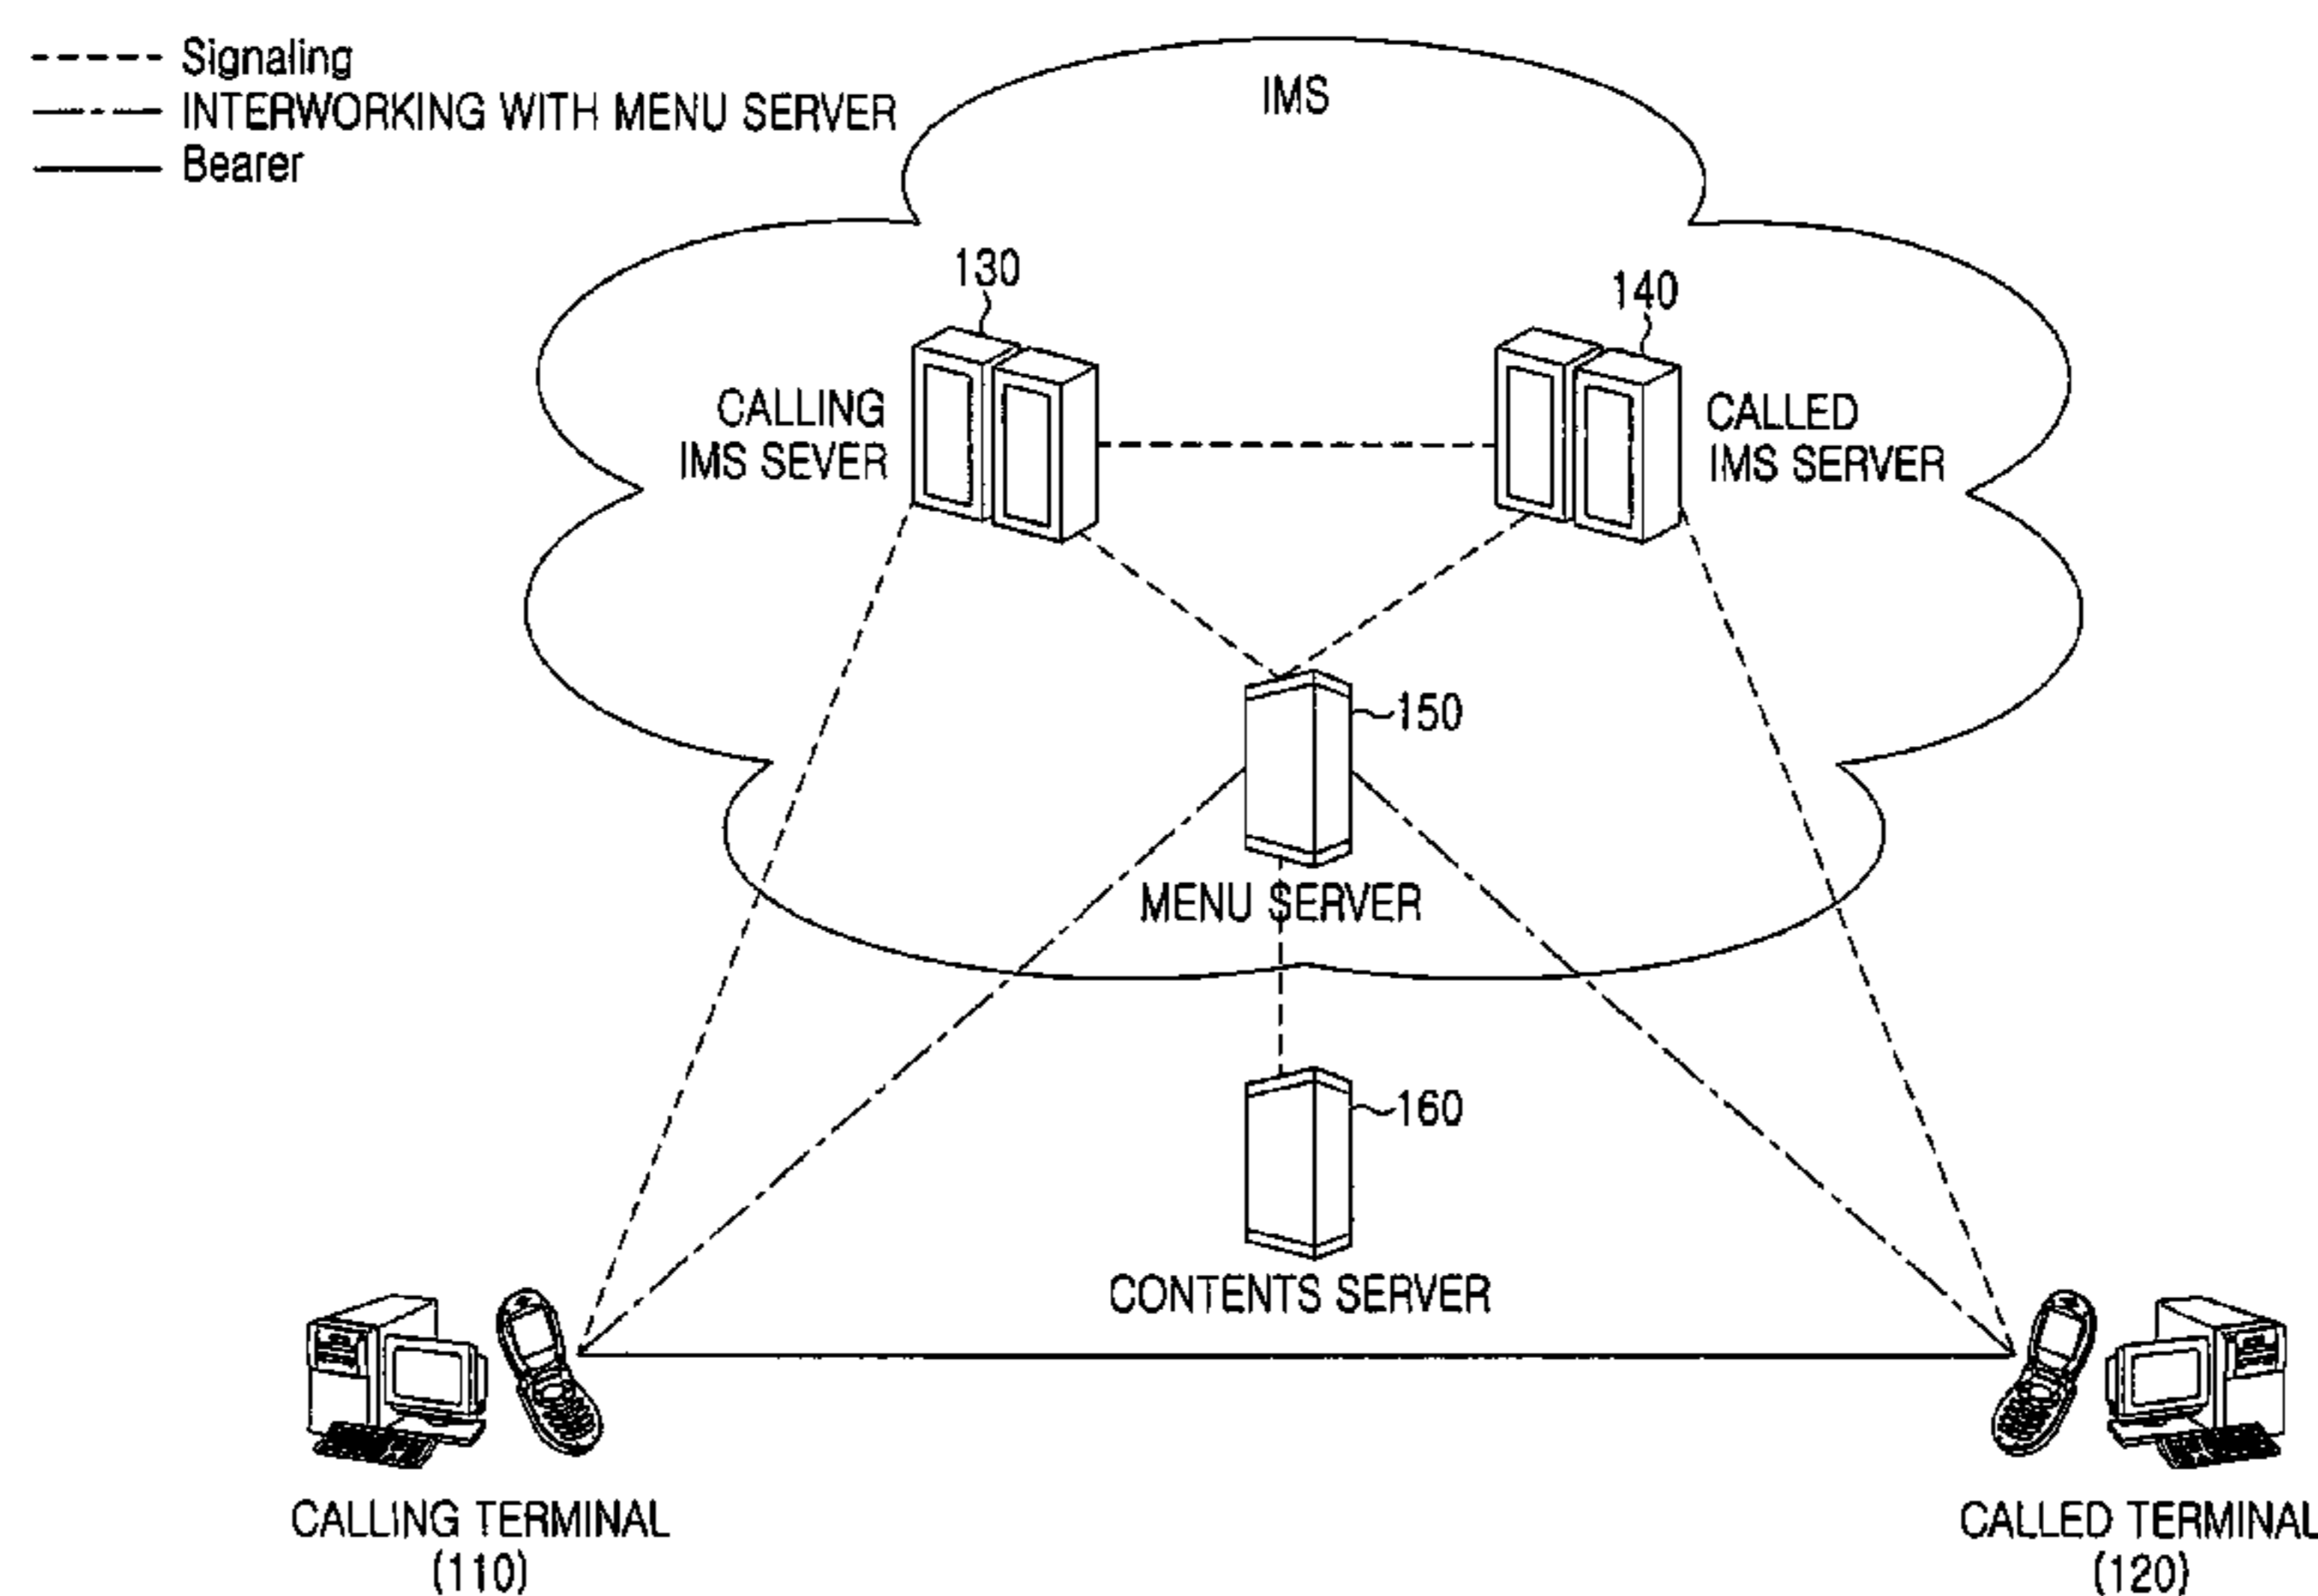 Signaling
INTERWORKING WITH MENU SERVER
Bearer
IMS
130
140
CALLING
IMS SEVER
CALLED
IMS SERVER
150
MENU SERVER
160
CONTENTS SERVER
CALLING TERMINAL
(110)
CALLED TERMINAL
(120)